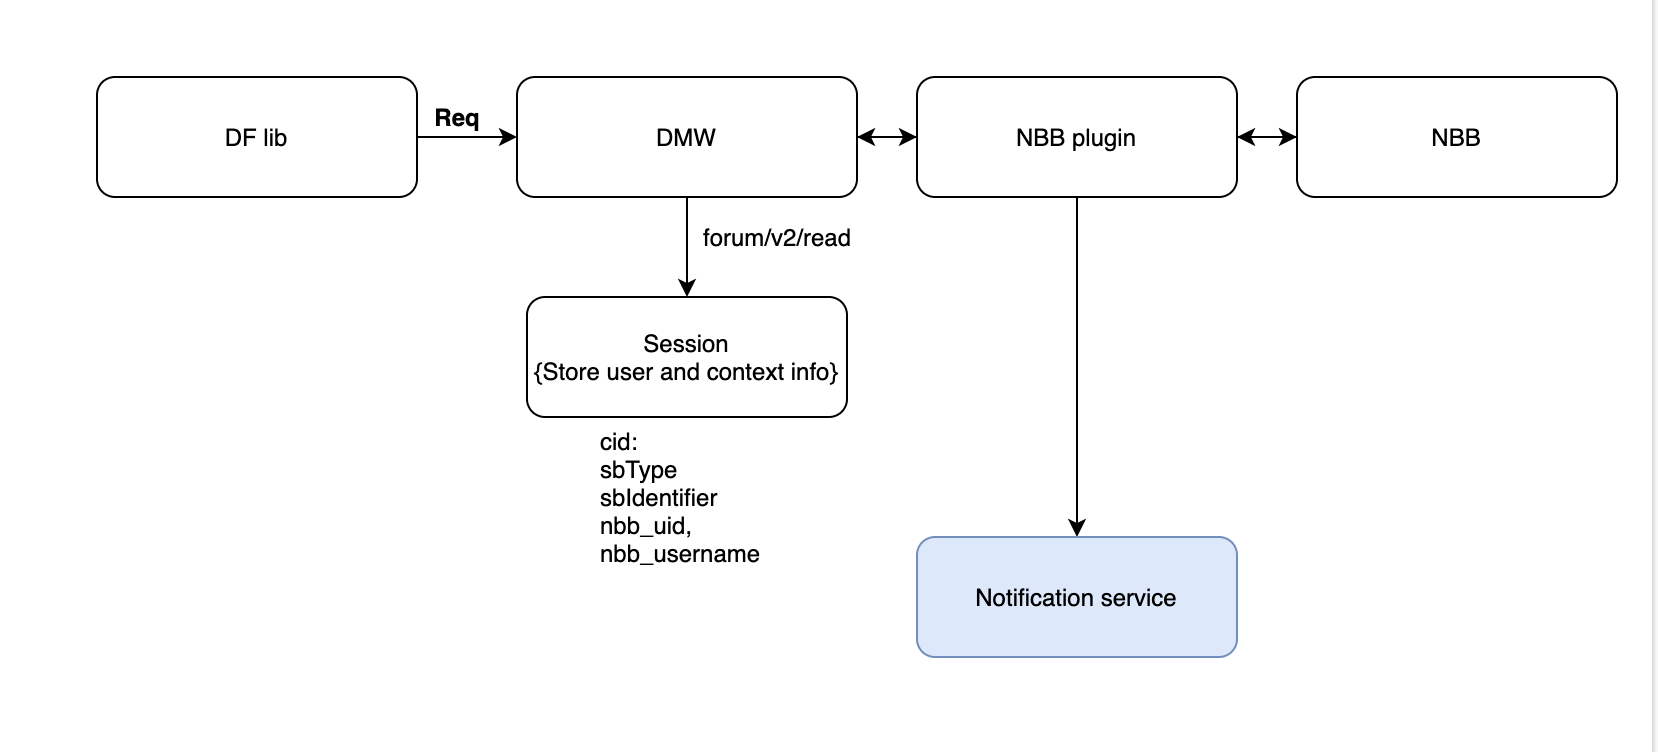 DF lib
Req
DMW
NBB plugin
NBB
forum/v2/read
Session
{Store user and context info}
cid:
sbType
sbIdentifier
nbb_uid,
nbb_username
Notification service